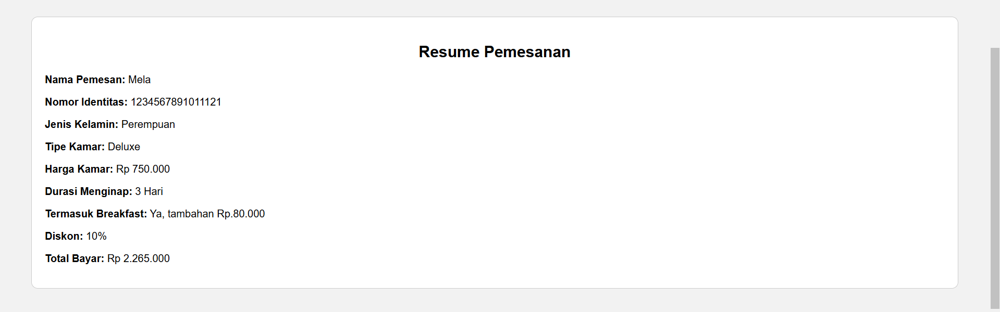 Resume Pemesanan
Nama Pemesan: Mela
Nomor Identitas: 1234567891011121
Jenis Kelamin: Perempuan
Tipe Kamar: Deluxe
Harga Kamar: Rp 750.000
Durasi Menginap: 3 Hari
Termasuk Breakfast: Ya, tambahan Rp.80.000
Diskon: 10%
Total Bayar: Rp 2.265.000